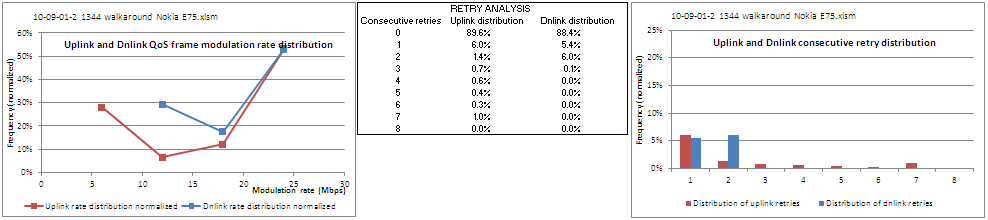 10-09-01-2 1344 walkaround Nokia E75.xlsm
Uplink and Dnlink QoS frame modulation rate distribution
Frequency (normalized)
60%
50%
40%
30%
20%
10%
0%
0 5 10 15 20 25 30
Modulation rate (Mbps)
Uplink rate distribution normalized Dnlink rate distribution normalized
RETRY ANALYSIS
Consecutive retries Uplink distribution Dnlink distribution
0 89.6% 88.4%
1 6.0% 5.4%
2 1.4% 6.0%
3 0.7% 0.1%
4 0.6% 0.0%
5 0.4% 0.0%
6 0.3% 0.0%
7 1.0% 0.0%
8 0.0% 0.0%
10-09-01-2 1344 walkaround Nokia E75.xlsm
Uplink and Dnlink consecutive retry distribution
Frequency (normalized)
25%
20%
15%
10%
5%
0%
1 2 3 4 5 6 7 8
Distribution of uplink retries Distribution of dnlink retries